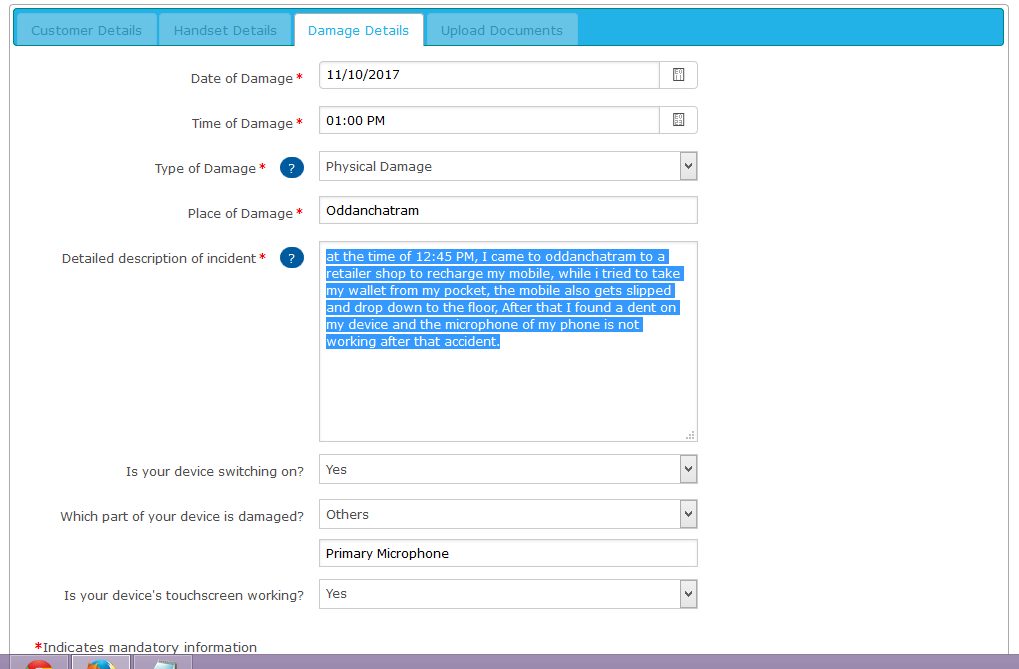 Customer Details Handset Details Damage Details Upload Documents
Date of Damage * 11/10/2017
Time of Damage * 01:00 PM
Type of Damage * ? Physical Damage
Place of Damage * Oddanchatram
Detailed description of incident * ? at the time of 12:45 PM, I came to oddanchatram to a
retailer shop to recharge my mobile, while i tried to take
my wallet from my pocket, the mobile also gets slipped
and drop down to the floor, After that I found a dent on
my device and the microphone of my phone is not
working after that accident.
Is your device switching on? Yes
Which part of your device is damaged? Others
Primary Microphone
Is your device's touchscreen working? Yes
*Indicates mandatory information